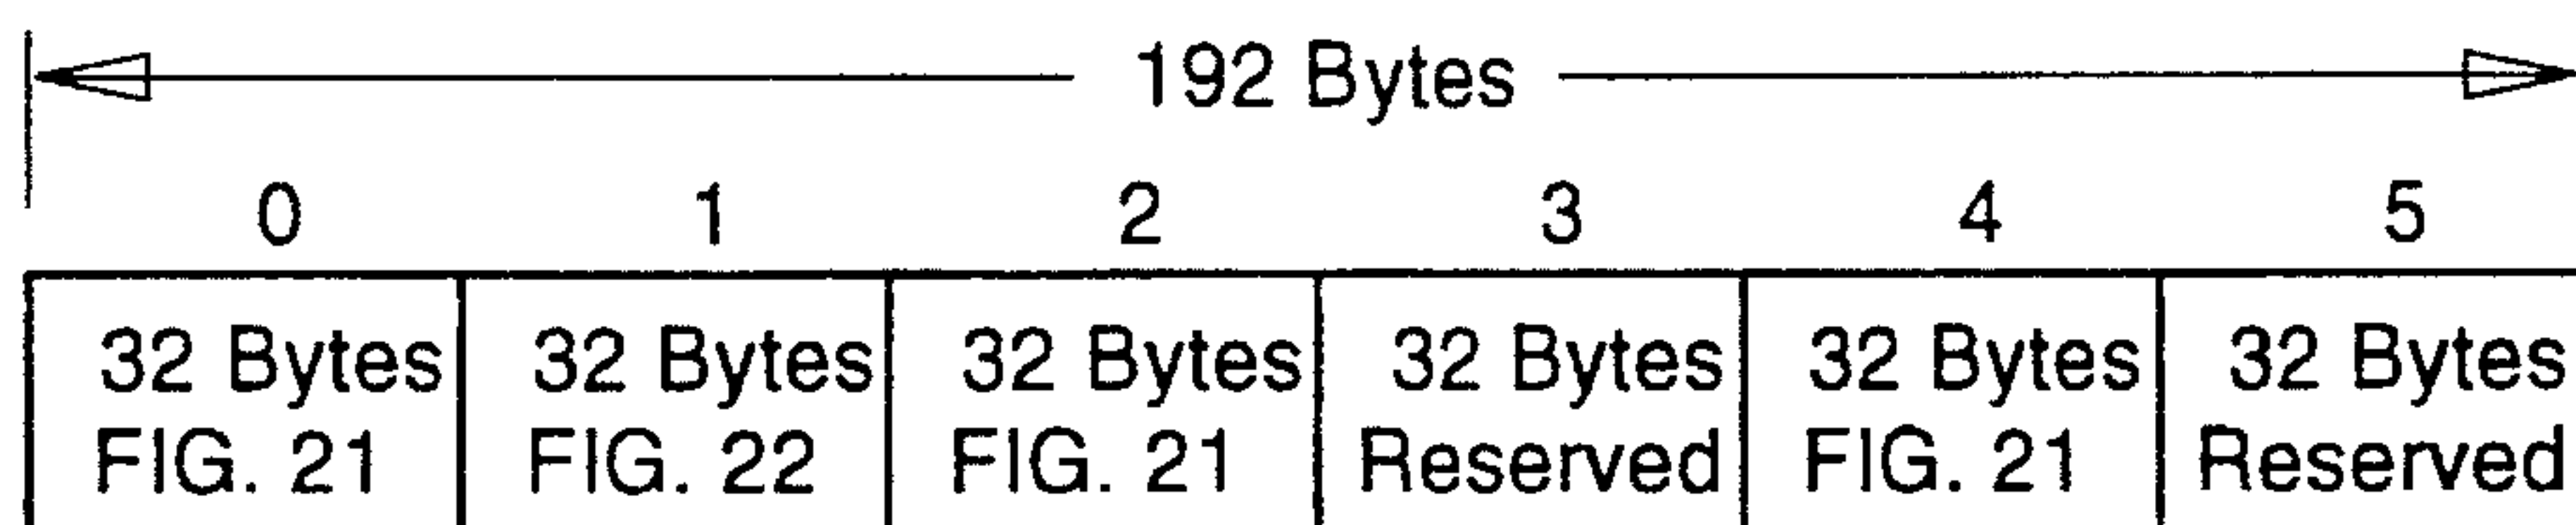 192 Bytes
0 1 2 3 4 5
32 Bytes 32 Bytes 32 Bytes 32 Bytes 32 Bytes 32 Bytes
FIG. 21 FIG. 22 FIG. 21 Reserved FIG. 21 Reserved